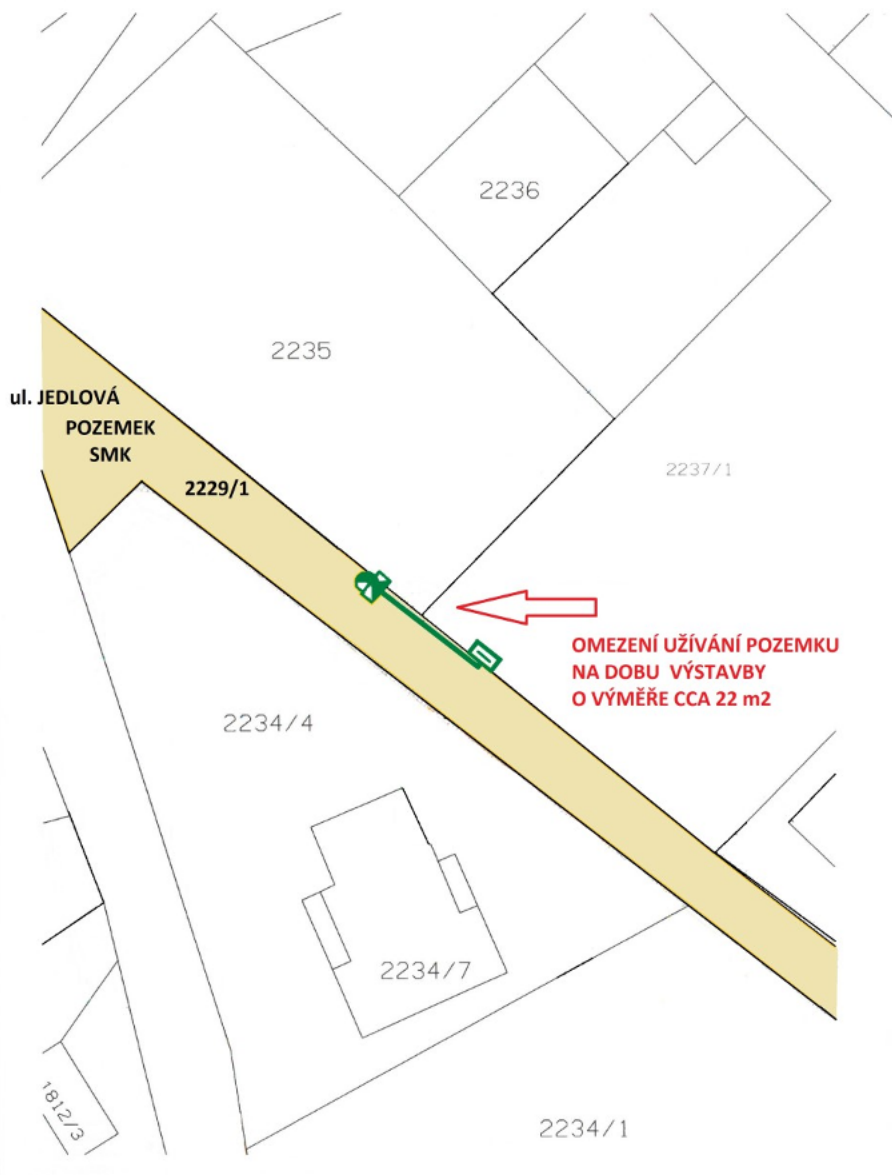 2236
2235
ul. JEDLOVÁ
POZEMEK
SMK
2237/1
2229/1
OMEZENÍ UŽÍVÁNÍ POZEMKU
NA DOBU VÝSTAVBY
O VÝMĚŘE CCA 22 m2
2234/4
2234/7
1812/3
2234/1